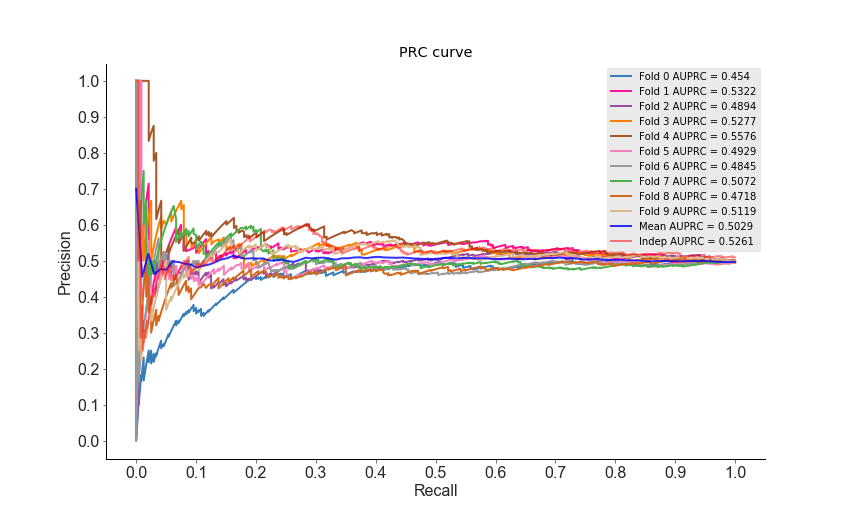 PRC curve
Fold 0 AUPRC = 0.454
Fold 1 AUPRC = 0.5322
Fold 2 AUPRC = 0.4894
Fold 3 AUPRC = 0.5277
Fold 4 AUPRC = 0.5576
Fold 5 AUPRC = 0.4929
Fold 6 AUPRC = 0.4845
Fold 7 AUPRC = 0.5072
Fold 8 AUPRC = 0.4718
Fold 9 AUPRC = 0.5119
Mean AUPRC = 0.5029
Indep AUPRC = 0.5261
Precision
1.0
0.9
0.8
0.7
0.6
0.5
0.4
0.3
0.2
0.1
0.0
0.0 0.1 0.2 0.3 0.4 0.5 0.6 0.7 0.8 0.9 1.0
Recall